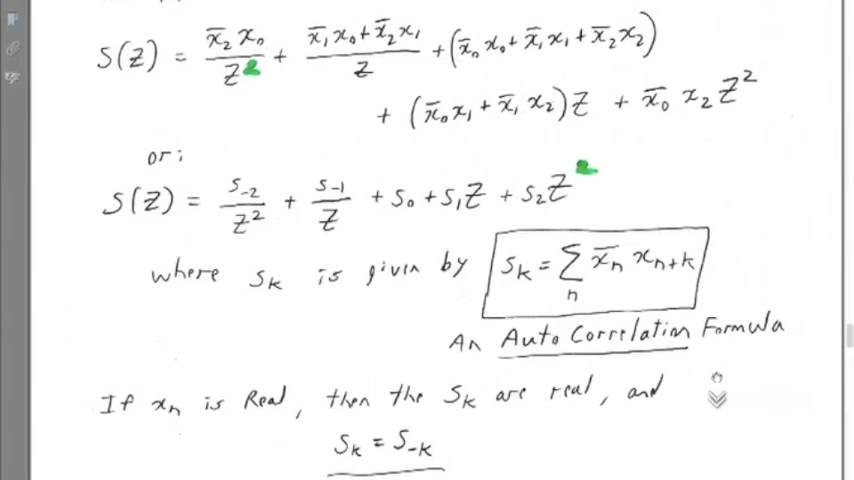 S(Z) = x̄₂x₀/Z² + (x̄₁x₀ + x̄₂x₁)/Z + (x̄₀x₀ + x̄₁x₁ + x̄₂x₂)
+ (x̄₀x₁ + x̄₁x₂)Z + x̄₀x₂Z²
or:
S(Z) = s₋₂/Z² + s₋₁/Z + s₀ + s₁Z + s₂Z²
where sₖ is given by sₖ = Σₙ x̄ₙ xₙ₊ₖ
An Auto Correlation Formula
If xₙ is Real, then the sₖ are real, and
sₖ = s₋ₖ